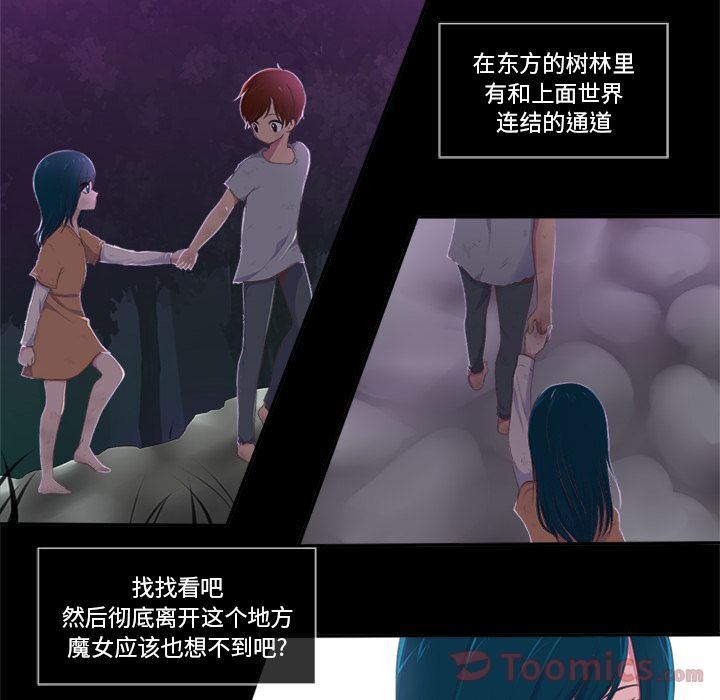 在东方的树林里
有和上面世界
连结的通道
找找看吧
然后彻底离开这个地方
魔女应该也想不到吧?
Toomics.com